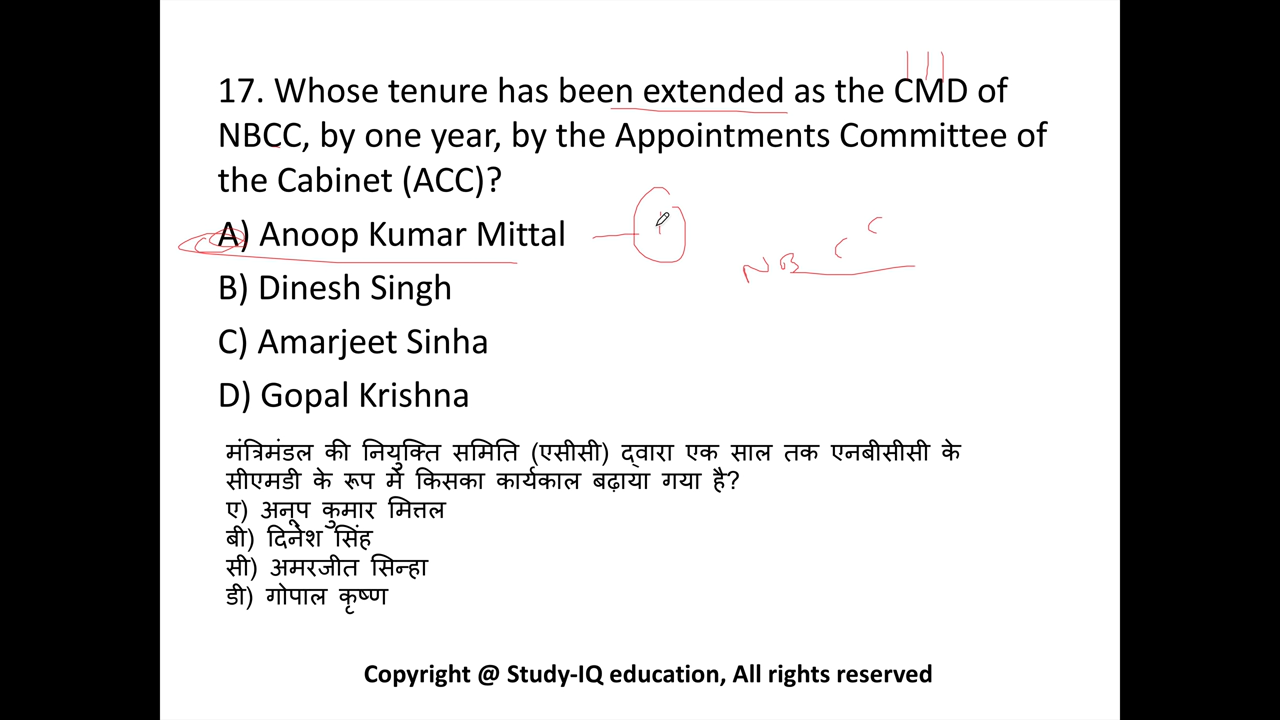 17. Whose tenure has been extended as the CMD of
NBCC, by one year, by the Appointments Committee of
the Cabinet (ACC)?
A) Anoop Kumar Mittal
NBCC
B) Dinesh Singh
C) Amarjeet Sinha
D) Gopal Krishna
मंत्रिमंडल की नियुक्ति समिति (एसीसी) द्वारा एक साल तक एनबीसीसी के
सीएमडी के रूप में किसका कार्यकाल बढ़ाया गया है?
ए) अनूप कुमार मित्तल
बी) दिनेश सिंह
सी) अमरजीत सिन्हा
डी) गोपाल कृष्ण
Copyright @ Study-IQ education, All rights reserved